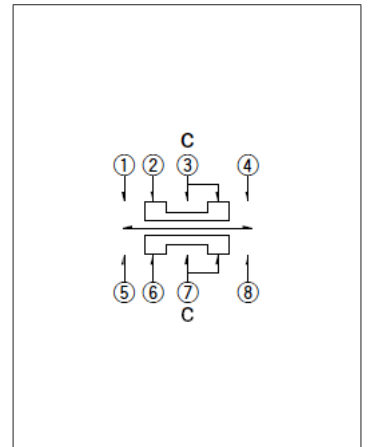 C
① ② ③ ④
⑤ ⑥ ⑦ ⑧
C